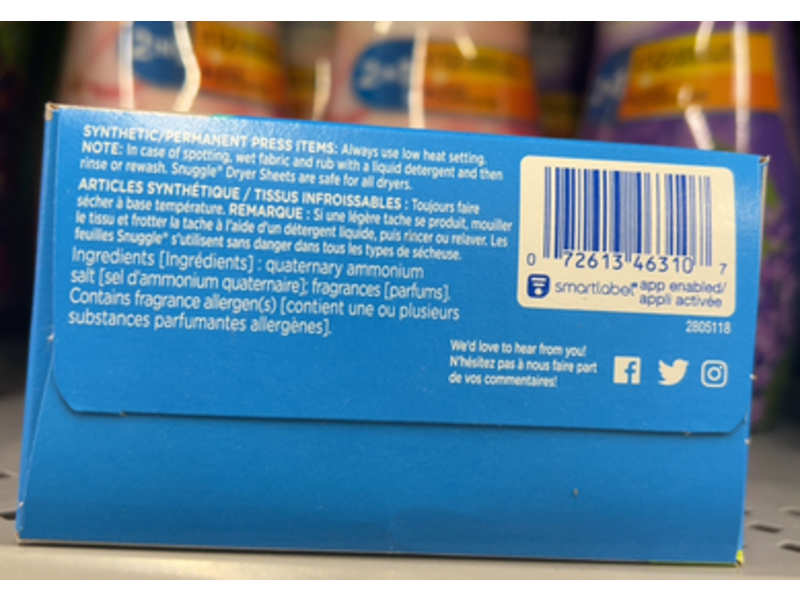 SYNTHETIC/PERMANENT PRESS ITEMS: Always use low heat setting.
NOTE: In case of spotting, wet fabric and rub with a liquid detergent and then
rinse or rewash. Snuggle® Dryer Sheets are safe for all dryers.
ARTICLES SYNTHÉTIQUE / TISSUS INFROISSABLES : Toujours faire
sécher à base température. REMARQUE : Si une légère tache se produit, mouiller
le tissu et frotter la tache à l'aide d'un détergent liquide, puis rincer ou relaver. Les
feuilles Snuggle® s'utilisent sans danger dans tous les types de sécheuse.
Ingredients [Ingrédients] : quaternary ammonium
salt [sel d'ammonium quaternaire]; fragrances [parfums].
Contains fragrance allergen(s) [contient une ou plusieurs
substances parfumantes allergènes].
0 72613 46310 7
smartlabel® app enabled/
appli activée
2805118
We'd love to hear from you!
N'hésitez pas à nous faire part
de vos commentaires!